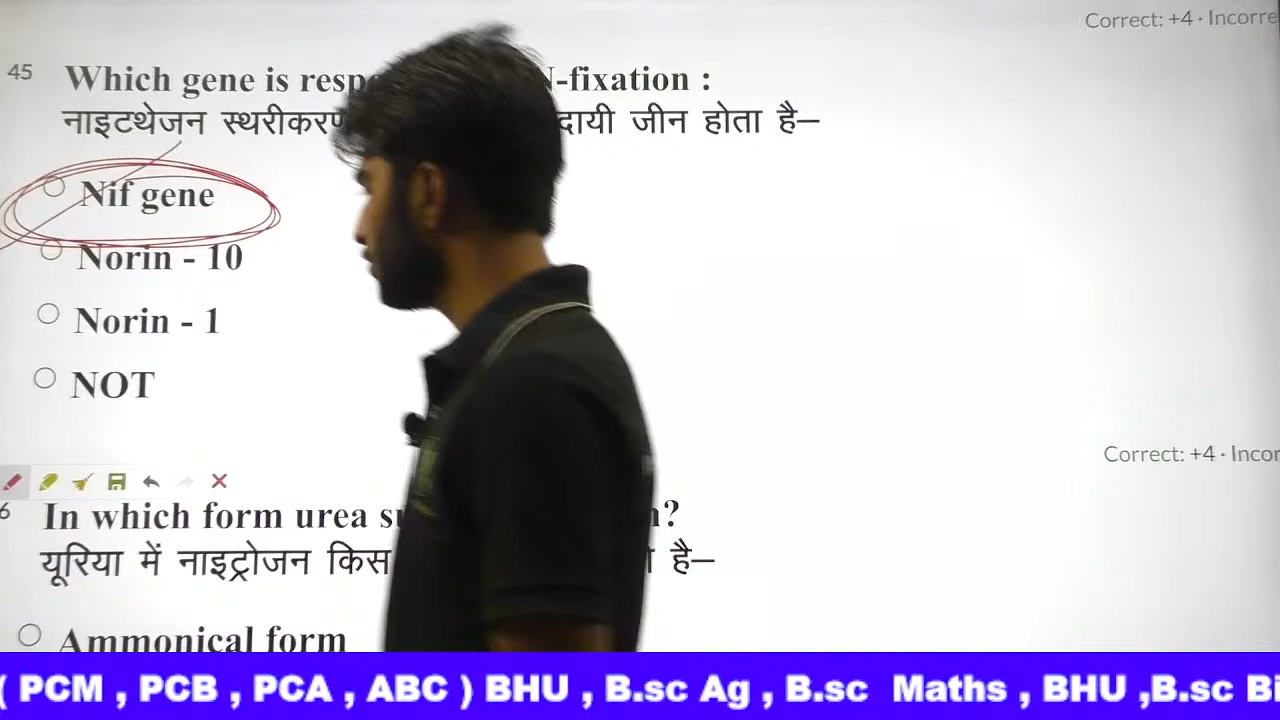 Correct: +4 · Incorre
45 Which gene is resp N-fixation :
नाइटथेजन स्थरीकरण दायी जीन होता है–
Nif gene
Norin - 10
Norin - 1
NOT
Correct: +4 · Incor
6 In which form urea su n?
यूरिया में नाइट्रोजन किस है–
Ammonical form
( PCM , PCB , PCA , ABC ) BHU , B.sc Ag , B.sc Maths , BHU ,B.sc Bi